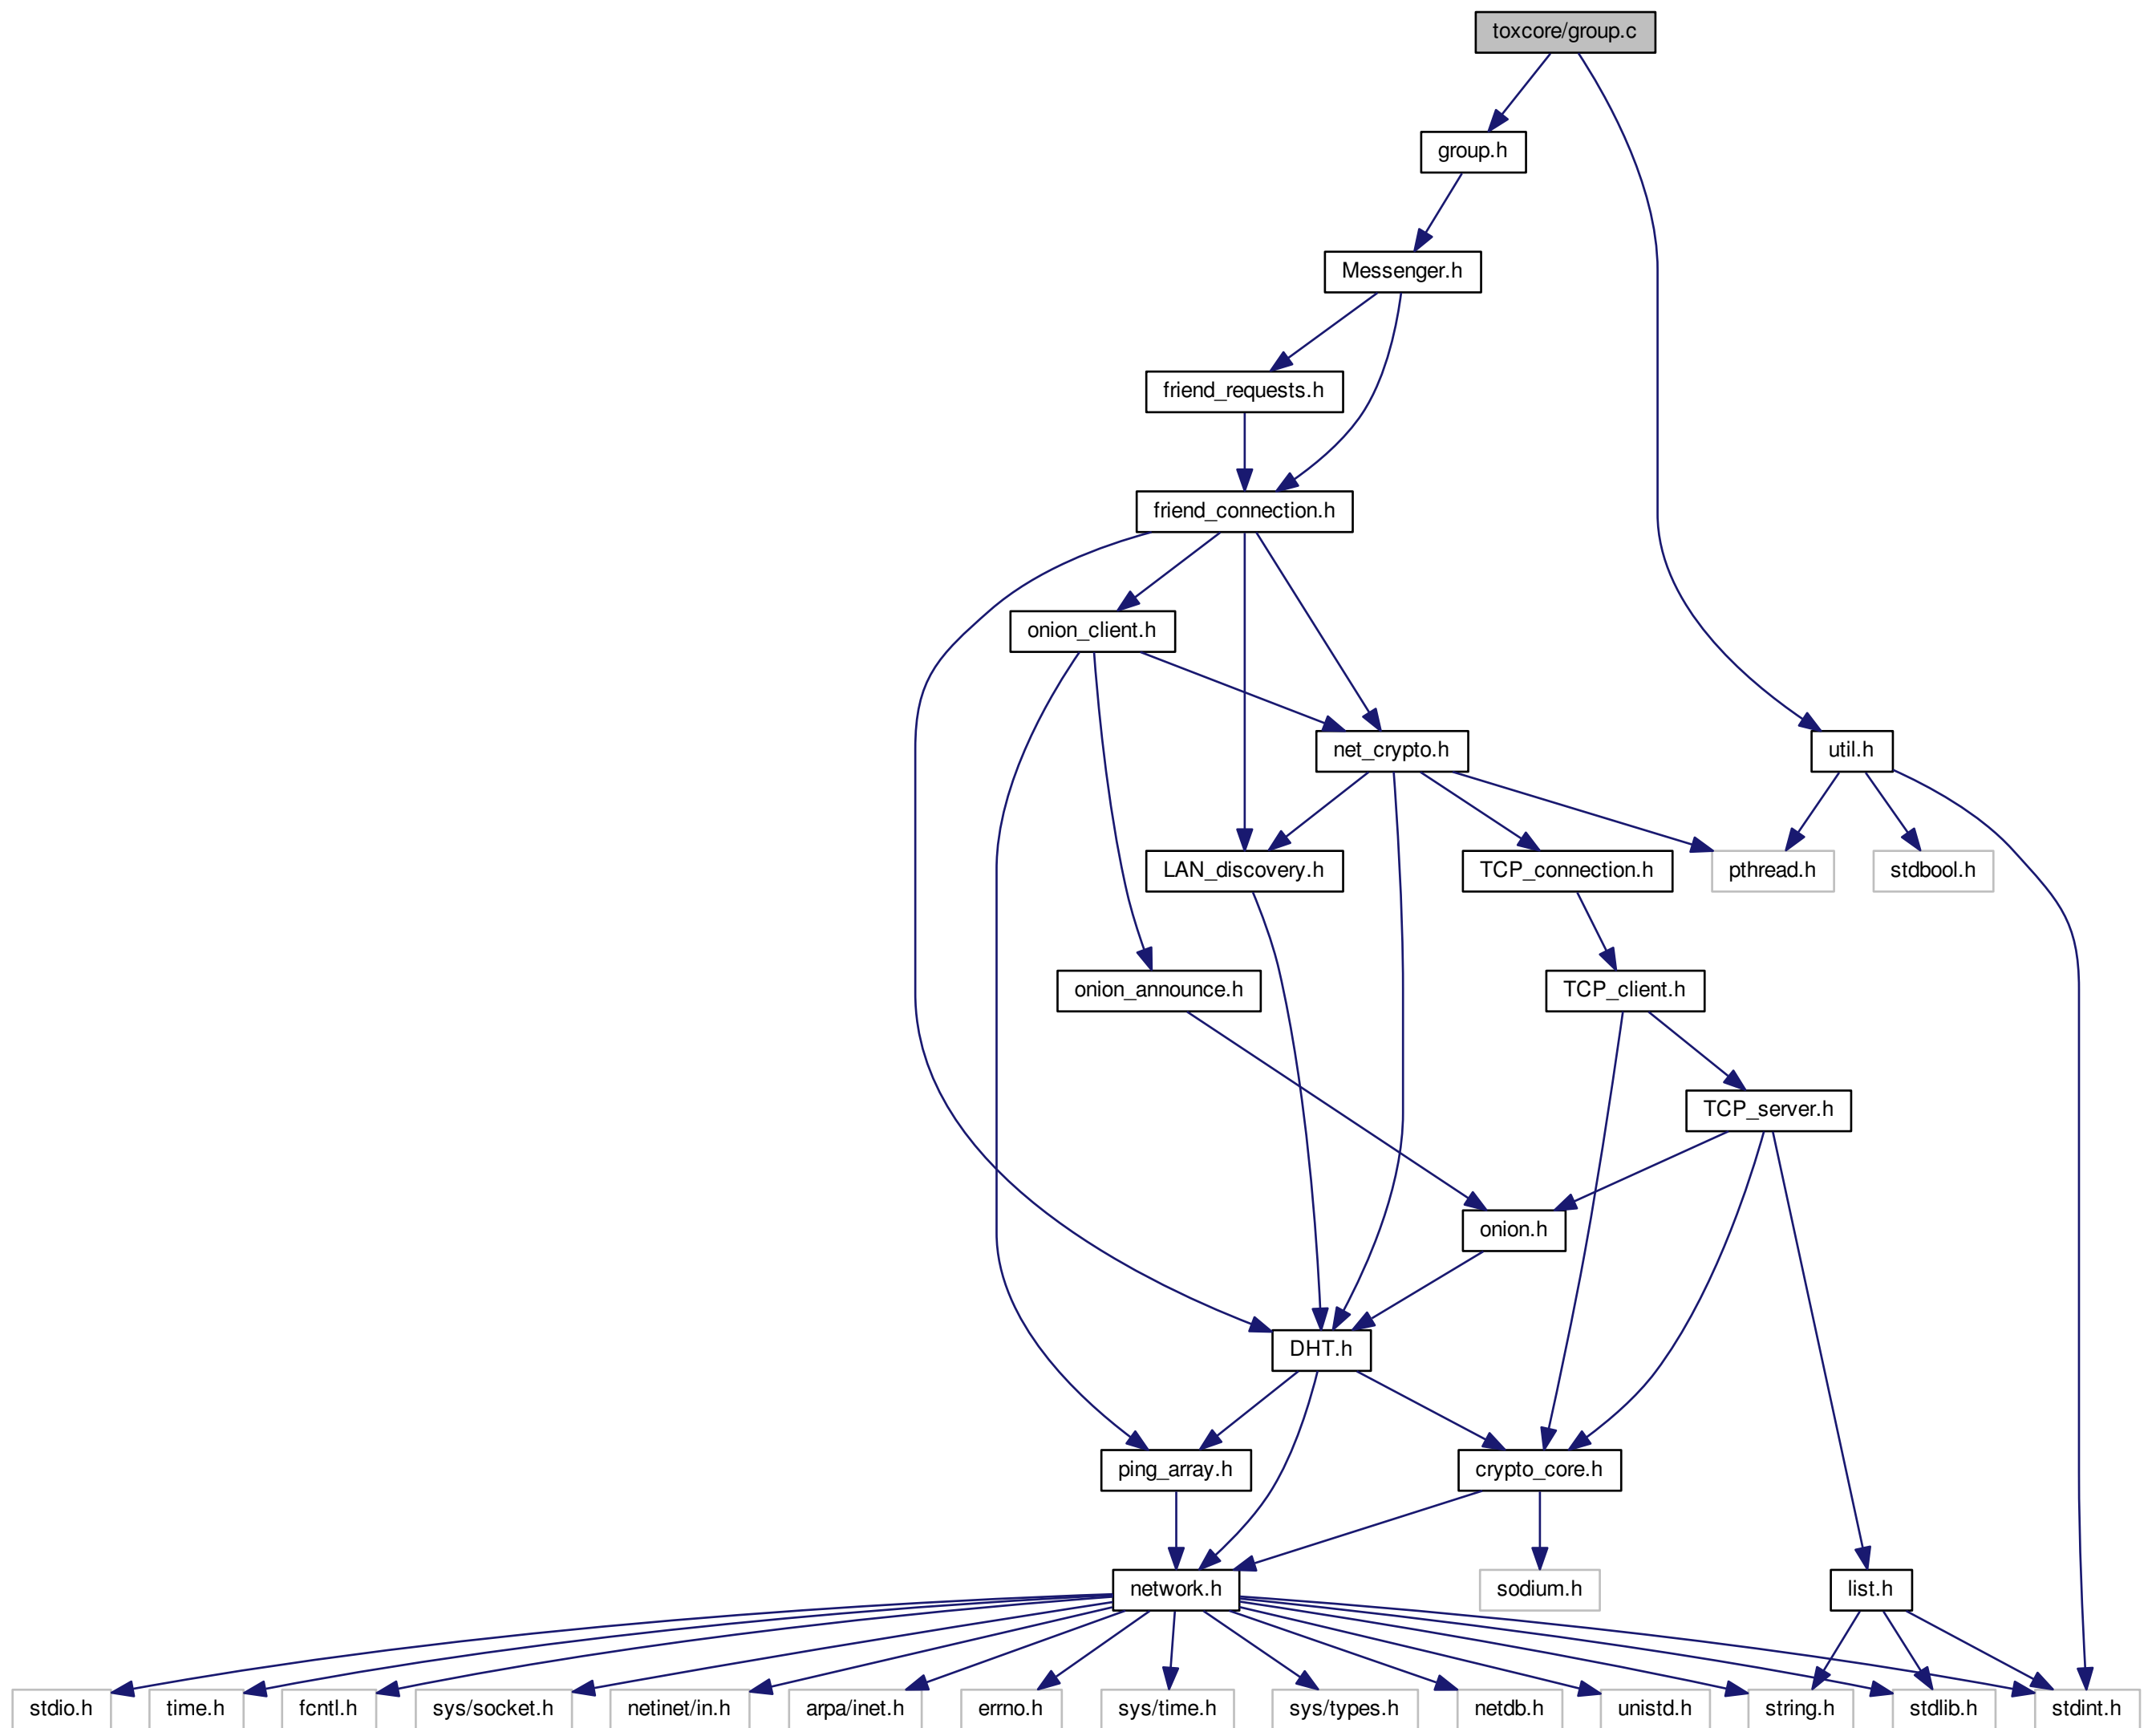 toxcore/group.c
group.h
Messenger.h
friend_requests.h
friend_connection.h
onion_client.h
net_crypto.h
util.h
LAN_discovery.h
TCP_connection.h
pthread.h
stdbool.h
onion_announce.h
TCP_client.h
TCP_server.h
onion.h
DHT.h
ping_array.h
crypto_core.h
network.h
sodium.h
list.h
stdio.h
time.h
fcntl.h
sys/socket.h
netinet/in.h
arpa/inet.h
errno.h
sys/time.h
sys/types.h
netdb.h
unistd.h
string.h
stdlib.h
stdint.h